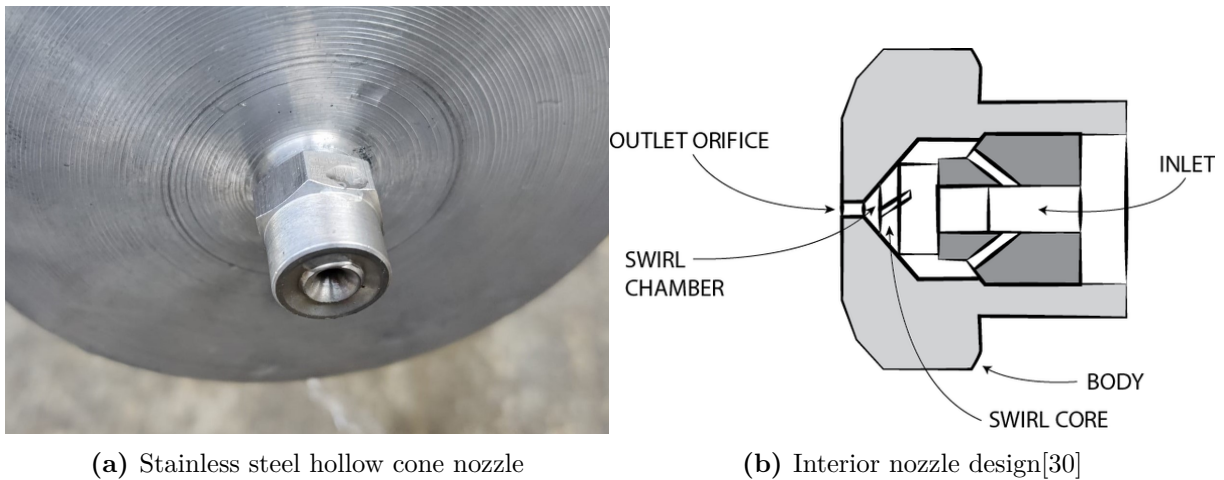 OUTLET ORIFICE
INLET
SWIRL
CHAMBER
BODY
SWIRL CORE
(a) Stainless steel hollow cone nozzle
(b) Interior nozzle design[30]